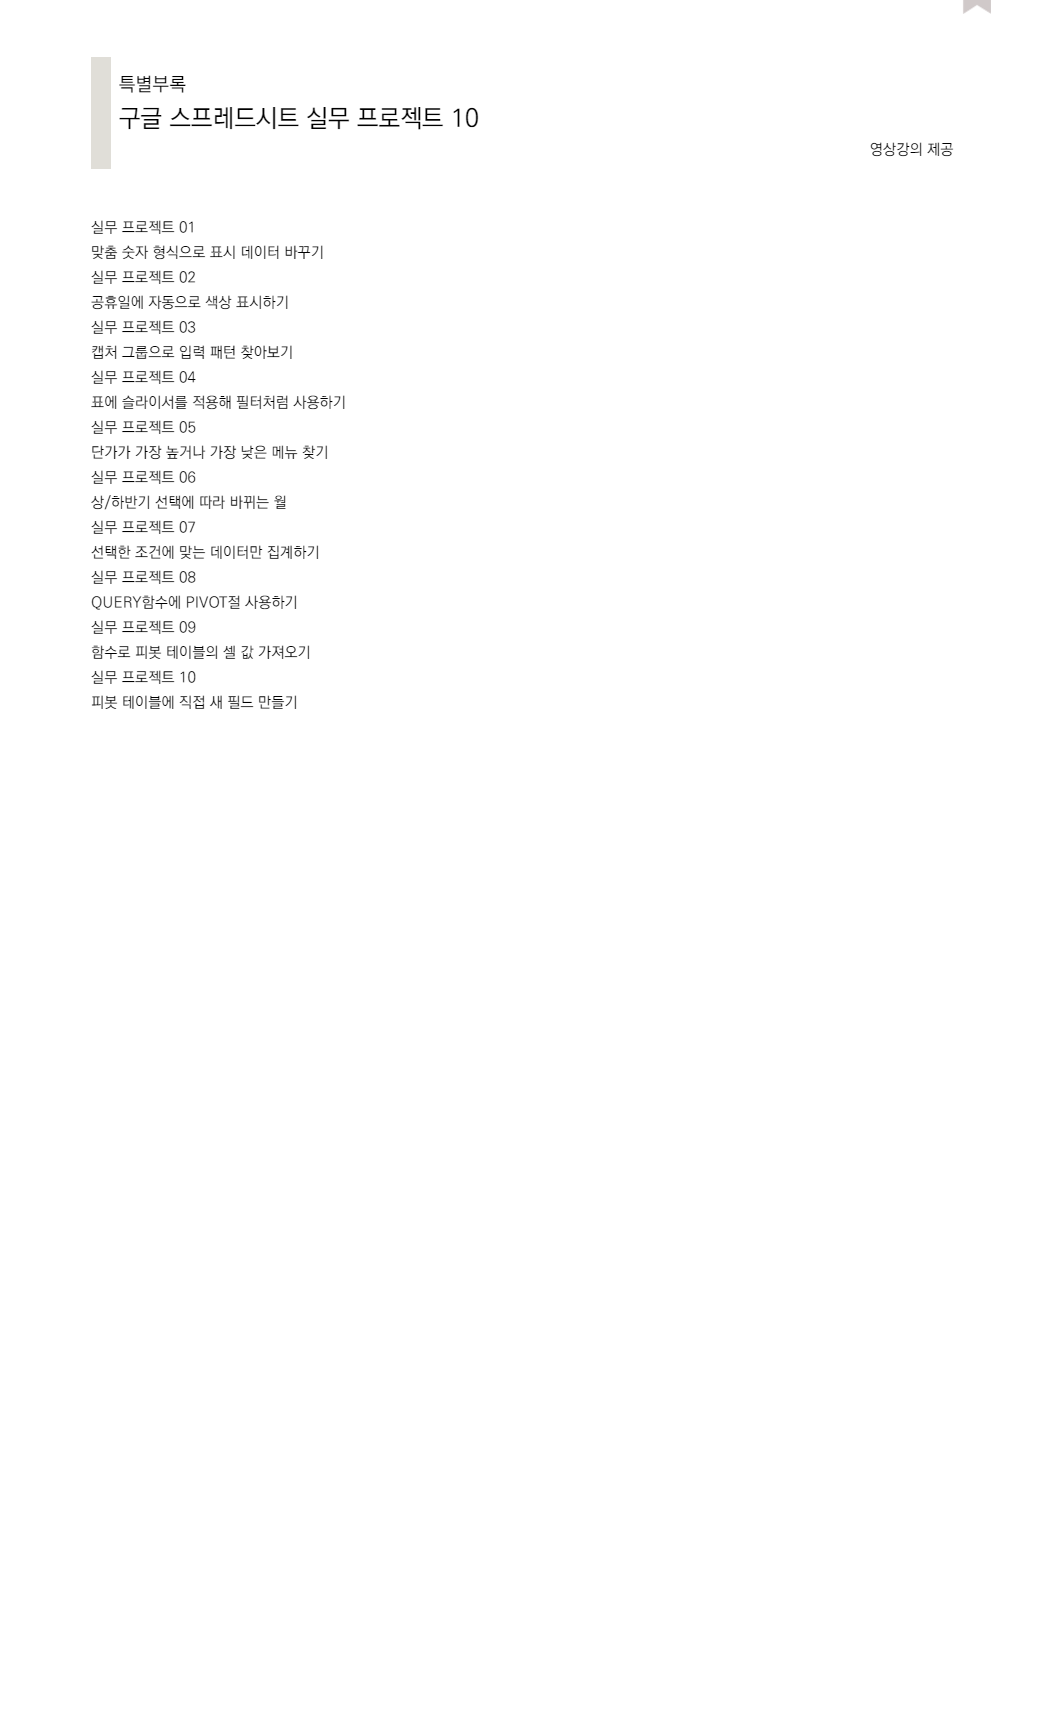 특별부록
구글 스프레드시트 실무 프로젝트 10
영상강의 제공
실무 프로젝트 01
맞춤 숫자 형식으로 표시 데이터 바꾸기
실무 프로젝트 02
공휴일에 자동으로 색상 표시하기
실무 프로젝트 03
캡처 그룹으로 입력 패턴 찾아보기
실무 프로젝트 04
표에 슬라이서를 적용해 필터처럼 사용하기
실무 프로젝트 05
단가가 가장 높거나 가장 낮은 메뉴 찾기
실무 프로젝트 06
상/하반기 선택에 따라 바뀌는 월
실무 프로젝트 07
선택한 조건에 맞는 데이터만 집계하기
실무 프로젝트 08
QUERY함수에 PIVOT절 사용하기
실무 프로젝트 09
함수로 피봇 테이블의 셀 값 가져오기
실무 프로젝트 10
피봇 테이블에 직접 새 필드 만들기